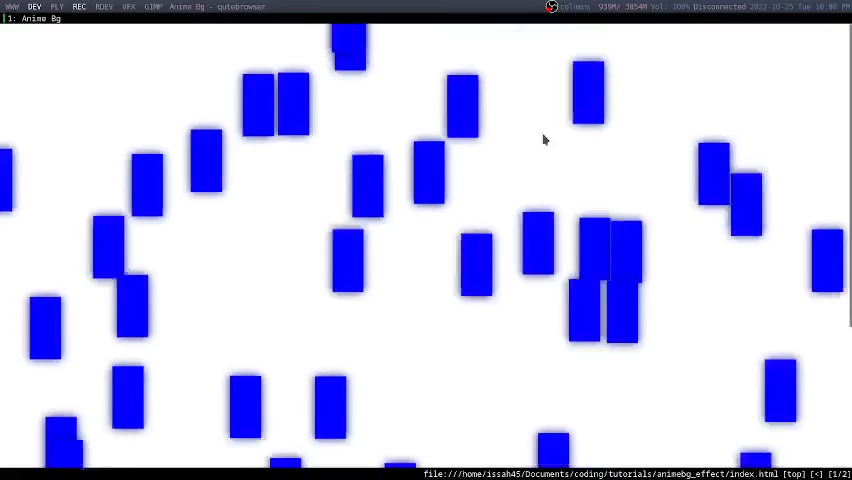 WWW DEV PLY REC RDEV VFX GIMP Anime Bg - qutebrowser columns 939M/ 3854M Vol: 100% Disconnected 2022-10-25 Tue 10:08 PM
1: Anime Bg
file:///home/issah45/Documents/coding/tutorials/animebg_effect/index.html [top] [<] [1/2]